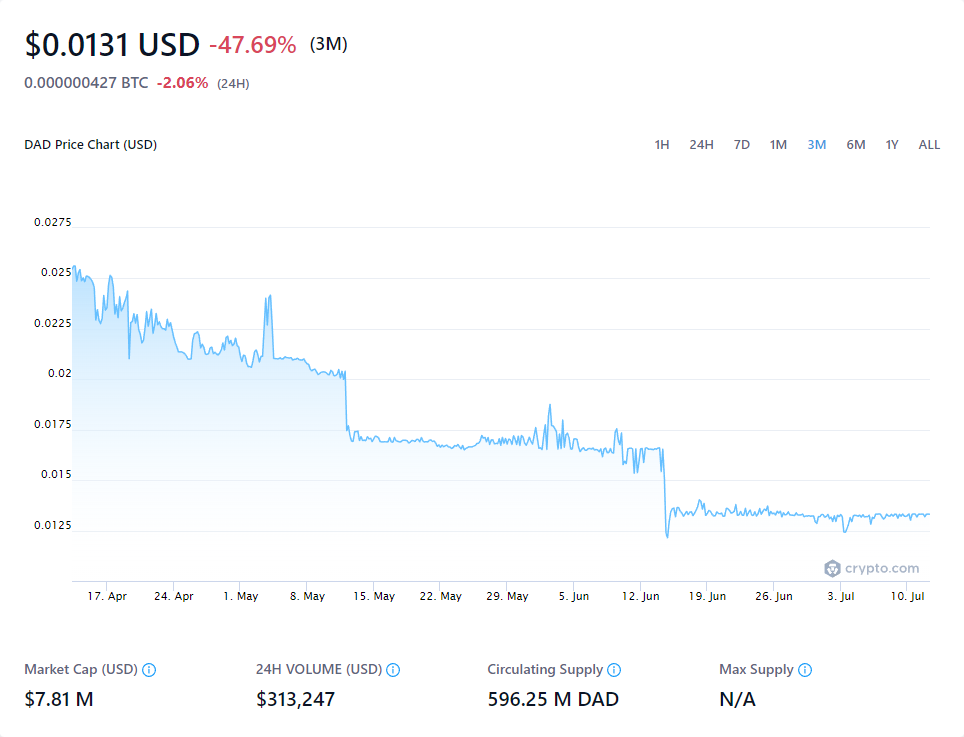 $0.0131 USD -47.69% (3M)
0.000000427 BTC -2.06% (24H)
DAD Price Chart (USD)
1H 24H 7D 1M 3M 6M 1Y ALL
0.0275
0.025
0.0225
0.02
0.0175
0.015
0.0125
crypto.com
17. Apr 24. Apr 1. May 8. May 15. May 22. May 29. May 5. Jun 12. Jun 19. Jun 26. Jun 3. Jul 10. Jul
Market Cap (USD) 24H VOLUME (USD) Circulating Supply Max Supply
$7.81 M $313,247 596.25 M DAD N/A